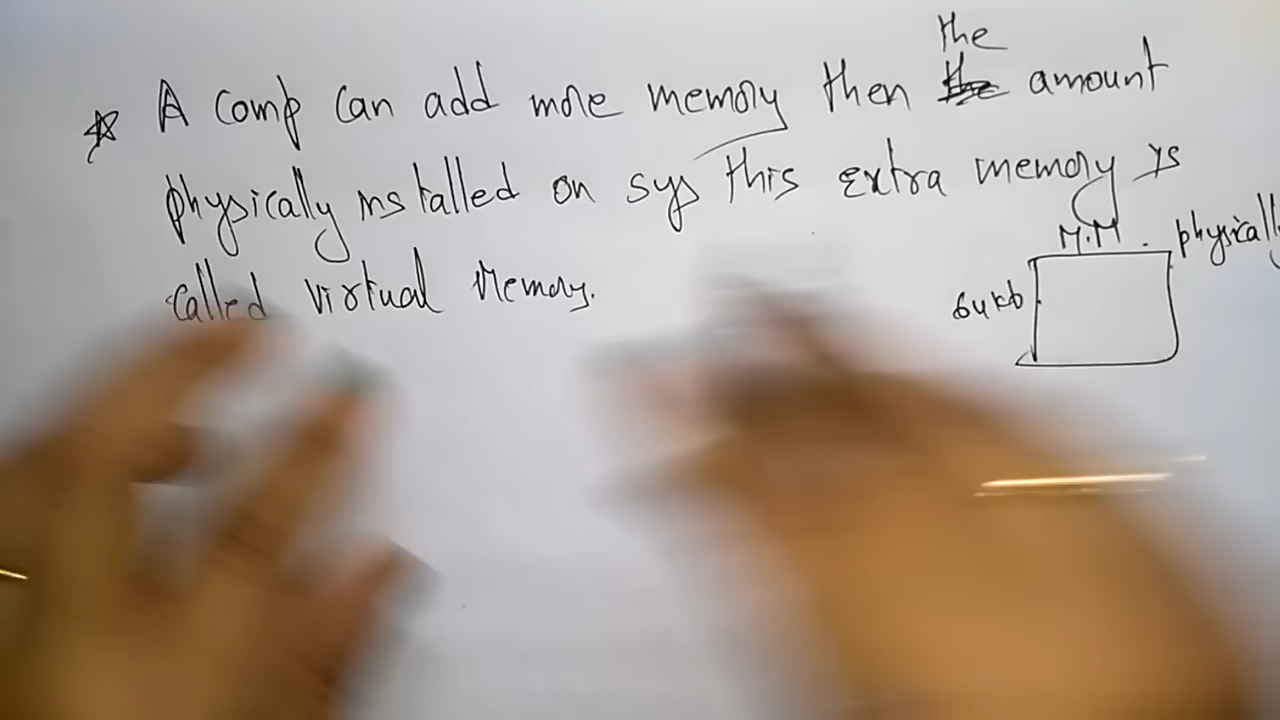 the
☆ A comp can add more memory then the amount
physically installed on sys this extra memory is
called virtual Memory.
M.M. physically
64kb